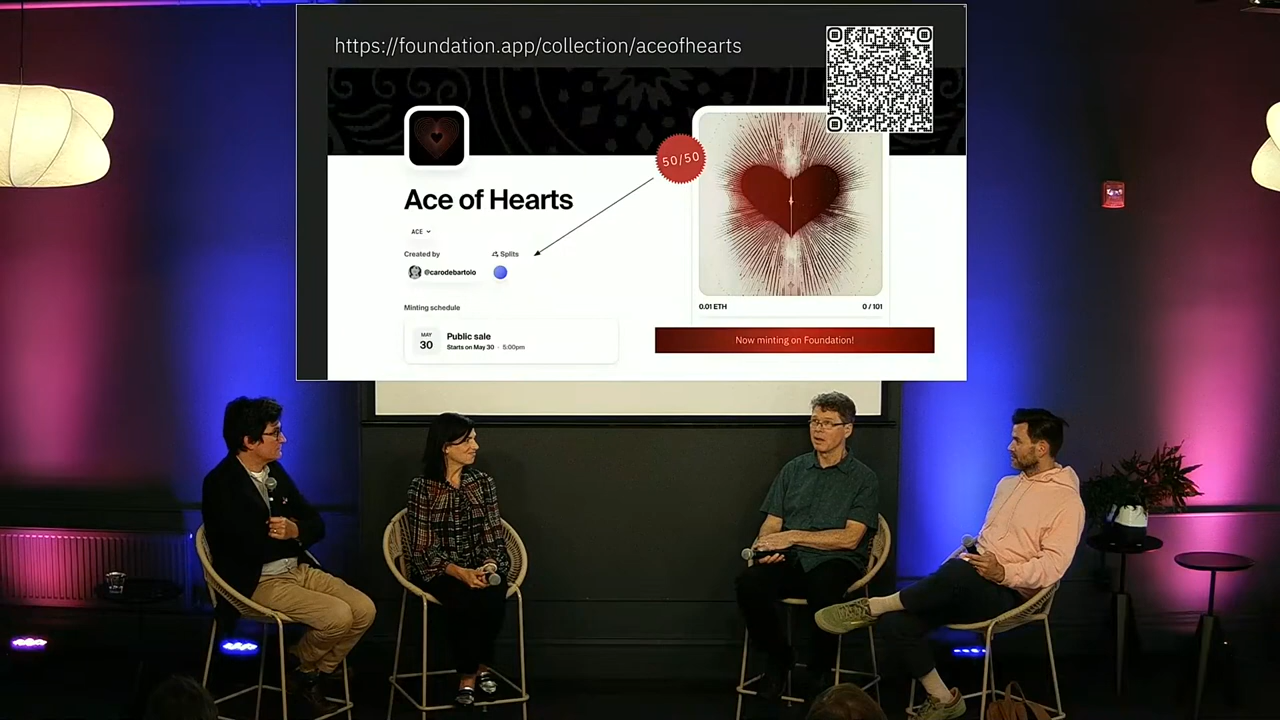 https://foundation.app/collection/aceofhearts
50/50
Ace of Hearts
ACE
Created by
Splits
@carodebartolo
0.01 ETH
0 / 101
Minting schedule
MAY
30
Public sale
Starts on May 30 · 5:00pm
Now minting on Foundation!